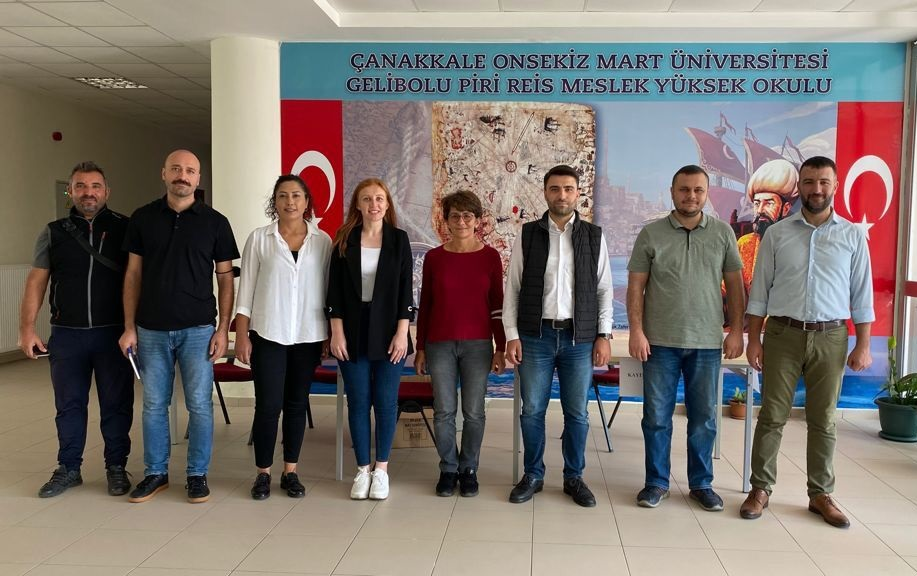 ÇANAKKALE ONSEKİZ MART ÜNİVERSİTESİ
GELİBOLU PİRİ REİS MESLEK YÜKSEK OKULU